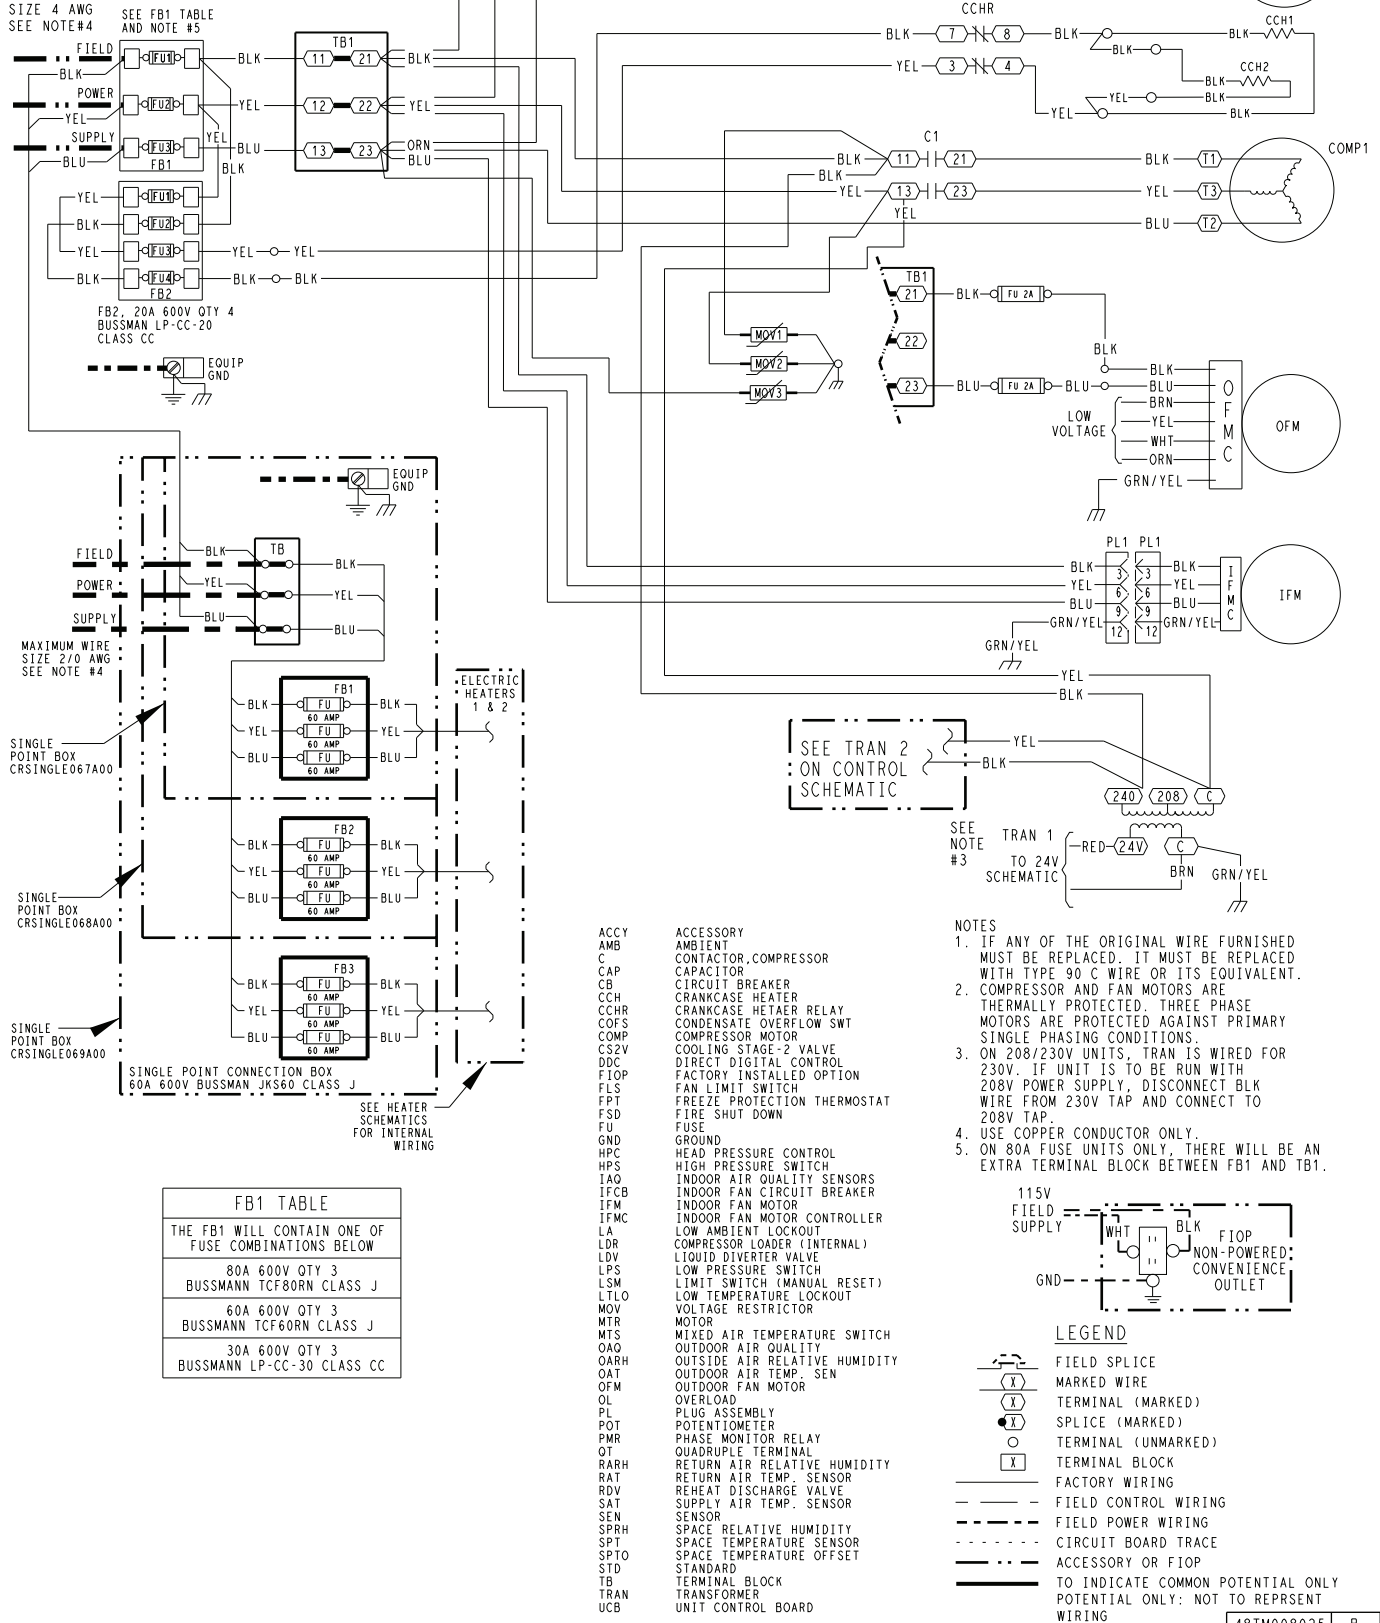 SIZE 4 AWG
SEE NOTE#4
SEE FB1 TABLE
AND NOTE #5
FIELD
BLK
POWER
YEL
SUPPLY
BLU
FU1
FU2
FU3
FB1
BLK
YEL
BLU
YEL
BLK
TB1
11 21
12 22
13 23
BLK
YEL
ORN
BLU
YEL
BLK
YEL
BLK
FU1
FU2
FU3
FU4
FB2
YEL YEL
BLK BLK
FB2, 20A 600V QTY 4
BUSSMAN LP-CC-20
CLASS CC
EQUIP
GND
CCHR
BLK 7 8 BLK
BLK
BLK CCH1
YEL 3 4
BLK CCH2
YEL BLK
YEL BLK
C1
BLK 11 21 BLK T1
BLK
YEL 13 23 YEL T3
YEL
BLU T2
COMP1
MOV1
MOV2
MOV3
TB1
21 BLK FU 2A
22
23 BLU FU 2A BLU
BLK
BLK
BLU
BRN
YEL
WHT
ORN
GRN/YEL
LOW
VOLTAGE
O
F
M
C
OFM
EQUIP
GND
FIELD
POWER
SUPPLY
BLK
YEL
BLU
TB
BLK
YEL
BLU
MAXIMUM WIRE
SIZE 2/0 AWG
SEE NOTE #4
PL1 PL1
BLK 3 3 BLK
YEL 6 6 YEL
BLU 9 9 BLU
GRN/YEL 12 12 GRN/YEL
GRN/YEL
I
F
M
C
IFM
YEL
BLK
SINGLE
POINT BOX
CRSINGLE067A00
SINGLE
POINT BOX
CRSINGLE068A00
SINGLE
POINT BOX
CRSINGLE069A00
FB1
BLK FU BLK
60 AMP
YEL FU YEL
60 AMP
BLU FU BLU
60 AMP
FB2
BLK FU BLK
60 AMP
YEL FU YEL
60 AMP
BLU FU BLU
60 AMP
FB3
BLK FU BLK
60 AMP
YEL FU YEL
60 AMP
BLU FU BLU
60 AMP
ELECTRIC
HEATERS
1 & 2
SINGLE POINT CONNECTION BOX
60A 600V BUSSMAN JKS60 CLASS J
SEE HEATER
SCHEMATICS
FOR INTERNAL
WIRING
SEE TRAN 2
ON CONTROL
SCHEMATIC
YEL
BLK
240 208 C
SEE
NOTE
#3
TRAN 1
RED 24V C
TO 24V
SCHEMATIC
BRN
GRN/YEL
FB1 TABLE
THE FB1 WILL CONTAIN ONE OF
FUSE COMBINATIONS BELOW
80A 600V QTY 3
BUSSMANN TCF80RN CLASS J
60A 600V QTY 3
BUSSMANN TCF60RN CLASS J
30A 600V QTY 3
BUSSMANN LP-CC-30 CLASS CC
ACCY ACCESSORY
AMB AMBIENT
C CONTACTOR,COMPRESSOR
CAP CAPACITOR
CB CIRCUIT BREAKER
CCH CRANKCASE HEATER
CCHR CRANKCASE HETAER RELAY
COFS CONDENSATE OVERFLOW SWT
COMP COMPRESSOR MOTOR
CS2V COOLING STAGE-2 VALVE
DDC DIRECT DIGITAL CONTROL
FIOP FACTORY INSTALLED OPTION
FLS FAN LIMIT SWITCH
FPT FREEZE PROTECTION THERMOSTAT
FSD FIRE SHUT DOWN
FU FUSE
GND GROUND
HPC HEAD PRESSURE CONTROL
HPS HIGH PRESSURE SWITCH
IAQ INDOOR AIR QUALITY SENSORS
IFCB INDOOR FAN CIRCUIT BREAKER
IFM INDOOR FAN MOTOR
IFMC INDOOR FAN MOTOR CONTROLLER
LA LOW AMBIENT LOCKOUT
LDR COMPRESSOR LOADER (INTERNAL)
LDV LIQUID DIVERTER VALVE
LPS LOW PRESSURE SWITCH
LSM LIMIT SWITCH (MANUAL RESET)
LTLO LOW TEMPERATURE LOCKOUT
MOV VOLTAGE RESTRICTOR
MTR MOTOR
MTS MIXED AIR TEMPERATURE SWITCH
OAQ OUTDOOR AIR QUALITY
OARH OUTSIDE AIR RELATIVE HUMIDITY
OAT OUTDOOR AIR TEMP. SEN
OFM OUTDOOR FAN MOTOR
OL OVERLOAD
PL PLUG ASSEMBLY
POT POTENTIOMETER
PMR PHASE MONITOR RELAY
QT QUADRUPLE TERMINAL
RARH RETURN AIR RELATIVE HUMIDITY
RAT RETURN AIR TEMP. SENSOR
RDV REHEAT DISCHARGE VALVE
SAT SUPPLY AIR TEMP. SENSOR
SEN SENSOR
SPRH SPACE RELATIVE HUMIDITY
SPT SPACE TEMPERATURE SENSOR
SPTO SPACE TEMPERATURE OFFSET
STD STANDARD
TB TERMINAL BLOCK
TRAN TRANSFORMER
UCB UNIT CONTROL BOARD
NOTES
1. IF ANY OF THE ORIGINAL WIRE FURNISHED
MUST BE REPLACED. IT MUST BE REPLACED
WITH TYPE 90 C WIRE OR ITS EQUIVALENT.
2. COMPRESSOR AND FAN MOTORS ARE
THERMALLY PROTECTED. THREE PHASE
MOTORS ARE PROTECTED AGAINST PRIMARY
SINGLE PHASING CONDITIONS.
3. ON 208/230V UNITS, TRAN IS WIRED FOR
230V. IF UNIT IS TO BE RUN WITH
208V POWER SUPPLY, DISCONNECT BLK
WIRE FROM 230V TAP AND CONNECT TO
208V TAP.
4. USE COPPER CONDUCTOR ONLY.
5. ON 80A FUSE UNITS ONLY, THERE WILL BE AN
EXTRA TERMINAL BLOCK BETWEEN FB1 AND TB1.
115V
FIELD
SUPPLY
WHT
BLK
GND
FIOP
NON-POWERED
CONVENIENCE
OUTLET
LEGEND
FIELD SPLICE
X MARKED WIRE
X TERMINAL (MARKED)
X SPLICE (MARKED)
TERMINAL (UNMARKED)
X TERMINAL BLOCK
FACTORY WIRING
FIELD CONTROL WIRING
FIELD POWER WIRING
CIRCUIT BOARD TRACE
ACCESSORY OR FIOP
TO INDICATE COMMON POTENTIAL ONLY
POTENTIAL ONLY: NOT TO REPRSENT
WIRING